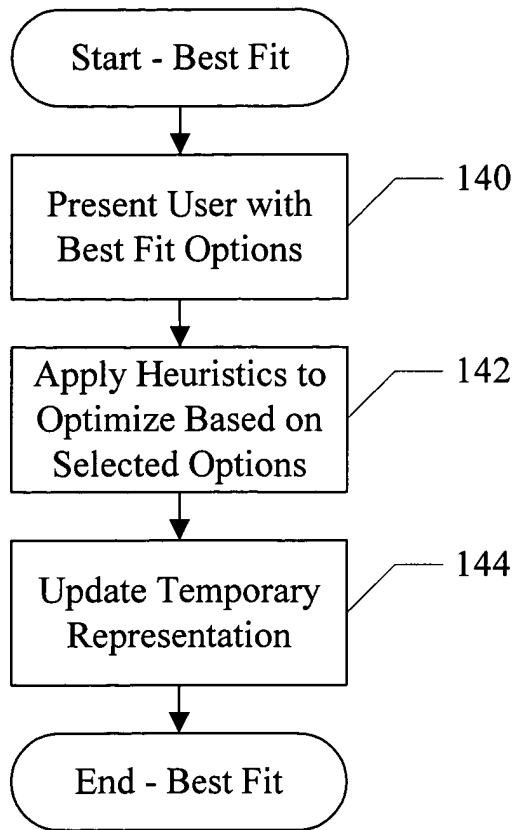 Start - Best Fit
Present User with
Best Fit Options
140
Apply Heuristics to
Optimize Based on
Selected Options
142
Update Temporary
Representation
144
End - Best Fit